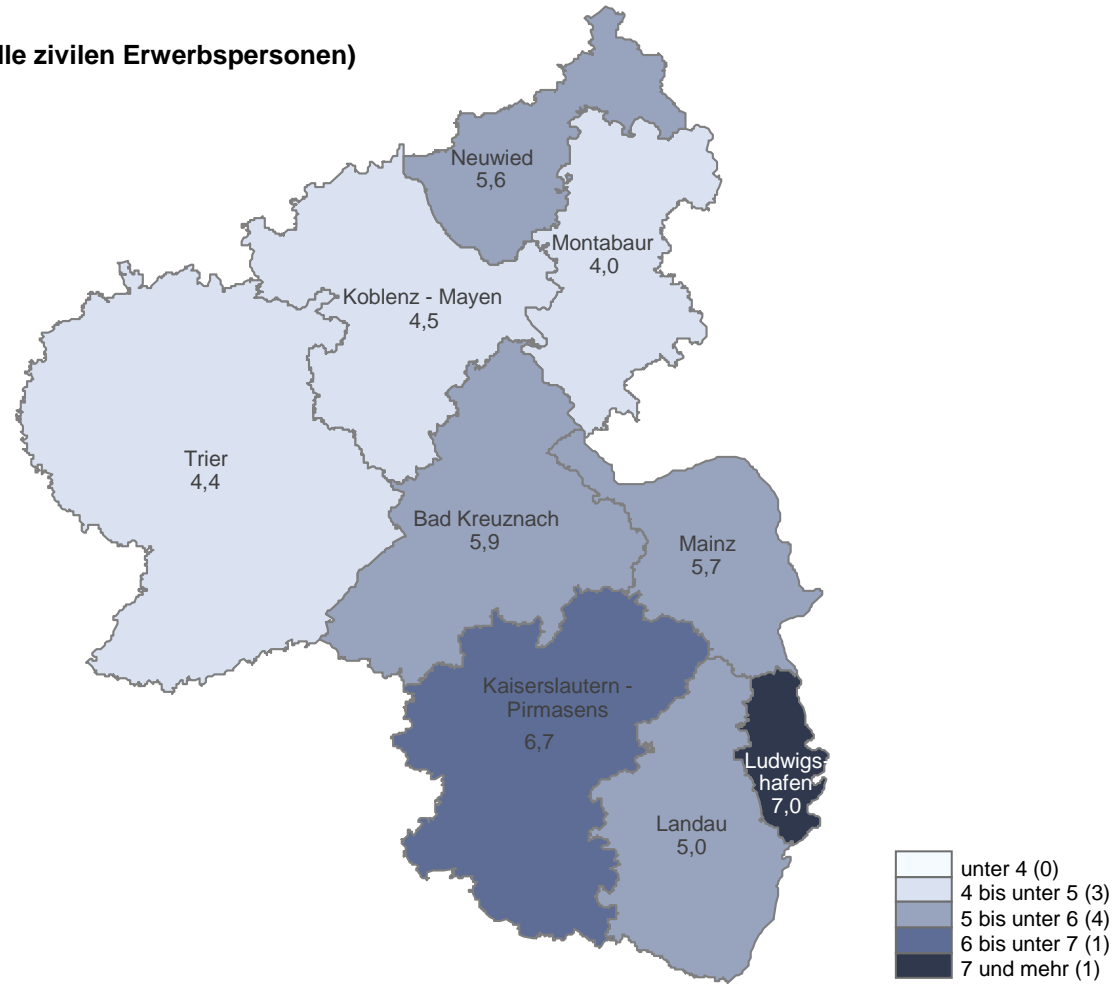 lle zivilen Erwerbspersonen)
Neuwied
5,6
Montabaur
4,0
Koblenz - Mayen
4,5
Trier
4,4
Bad Kreuznach
5,9
Mainz
5,7
Kaiserslautern -
Pirmasens
6,7
Ludwigs-
hafen
7,0
Landau
5,0
unter 4 (0)
4 bis unter 5 (3)
5 bis unter 6 (4)
6 bis unter 7 (1)
7 und mehr (1)